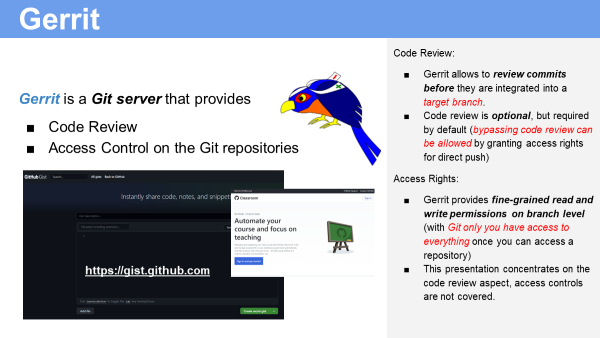 Gerrit
Gerrit is a Git server that provides
■ Code Review
■ Access Control on the Git repositories
GitHub Gist
All gists Back to GitHub
Instantly share code, notes, and snippets
https://gist.github.com
Add file
Create secret gist
Classroom
Automate your
course and focus on
teaching
Code Review:
■ Gerrit allows to review commits
before they are integrated into a
target branch.
■ Code review is optional, but required
by default (bypassing code review can
be allowed by granting access rights
for direct push)
Access Rights:
■ Gerrit provides fine-grained read and
write permissions on branch level
(with Git only you have access to
everything once you can access a
repository)
■ This presentation concentrates on the
code review aspect, access controls
are not covered.